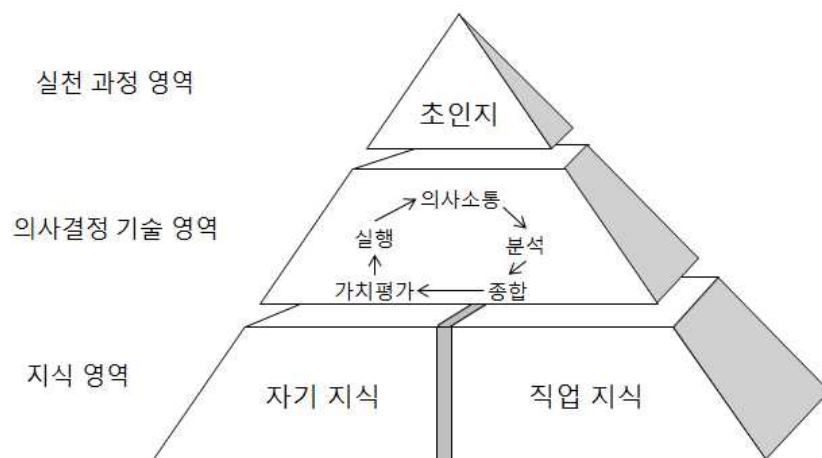 실천 과정 영역
초인지
의사결정 기술 영역
의사소통
실행
분석
가치평가
종합
지식 영역
자기 지식
직업 지식